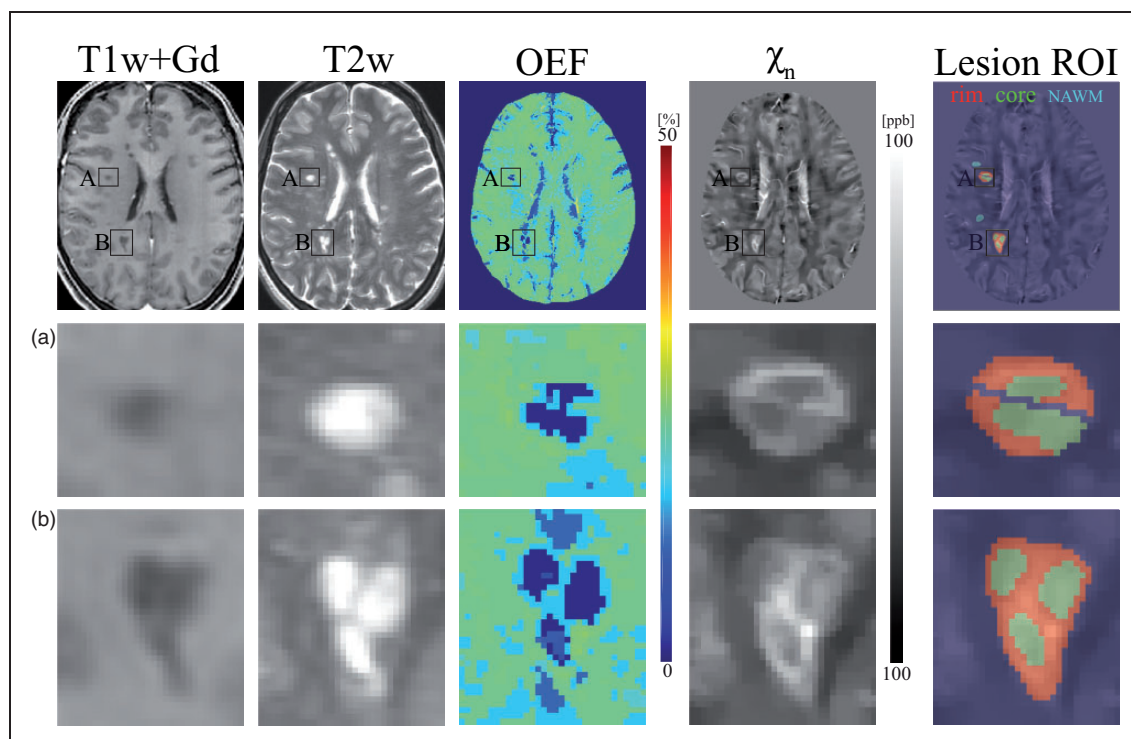 T1w+Gd T2w OEF χn Lesion ROI
rim core NAWM
[%]
50
[ppb]
100
A A A A A
B B B B B
(a)
(b)
0
100